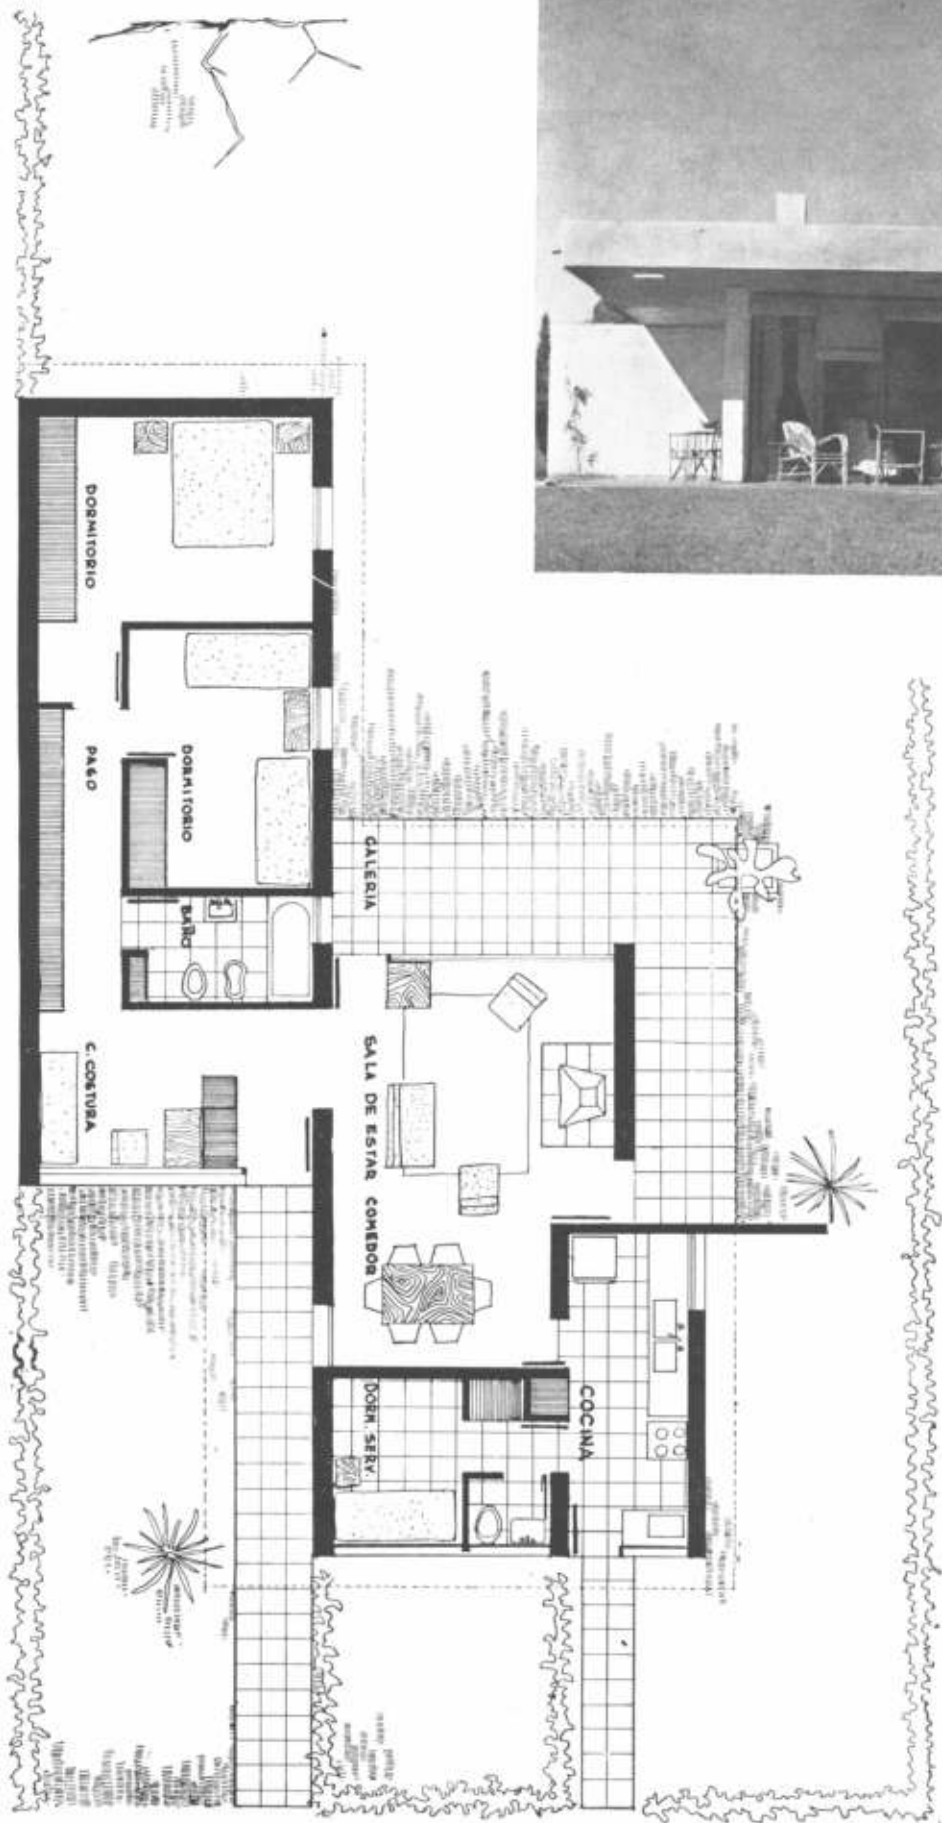 DORMITORIO
PASO
DORMITORIO
BAÑO
C. COSTURA
GALERIA
SALA DE ESTAR COMEDOR
DORM. SERV.
COCINA